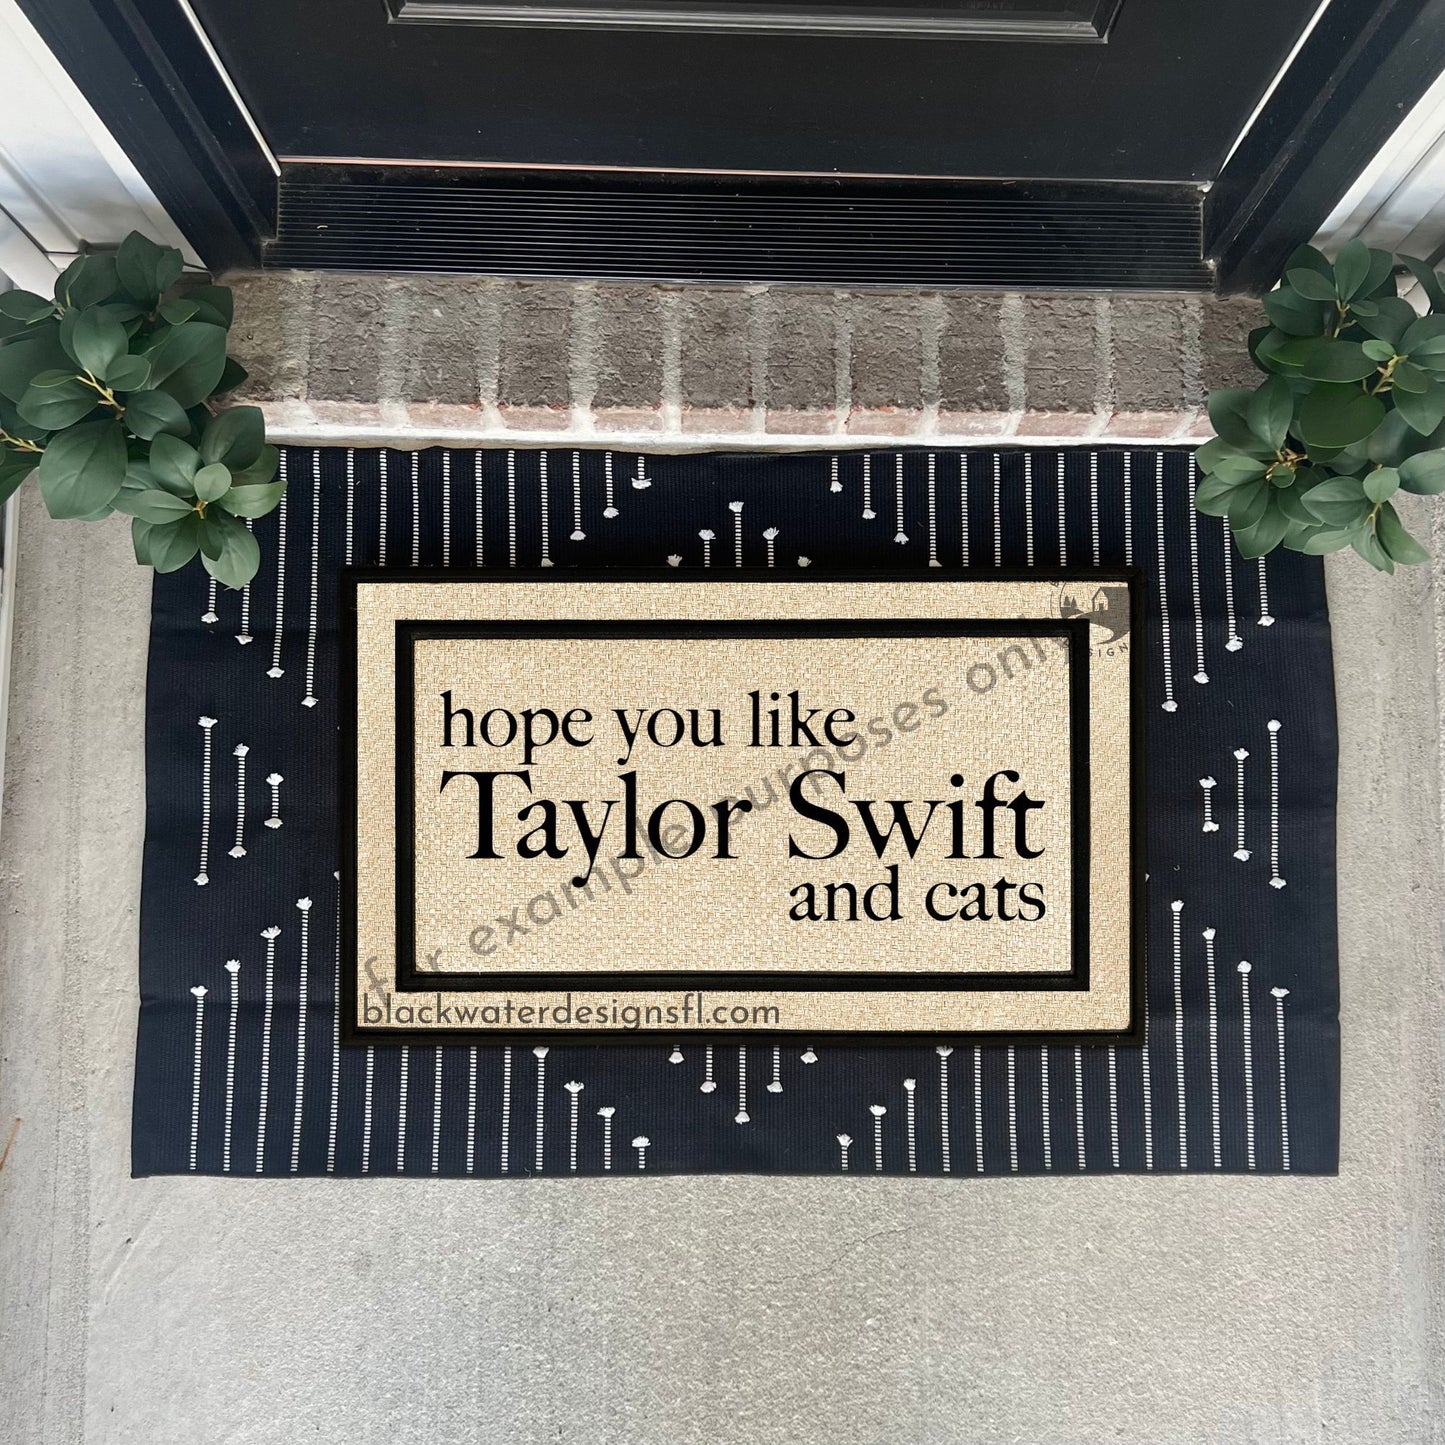 hope you like
Taylor Swift
and cats
for example purposes only
blackwaterdesignsfl.com